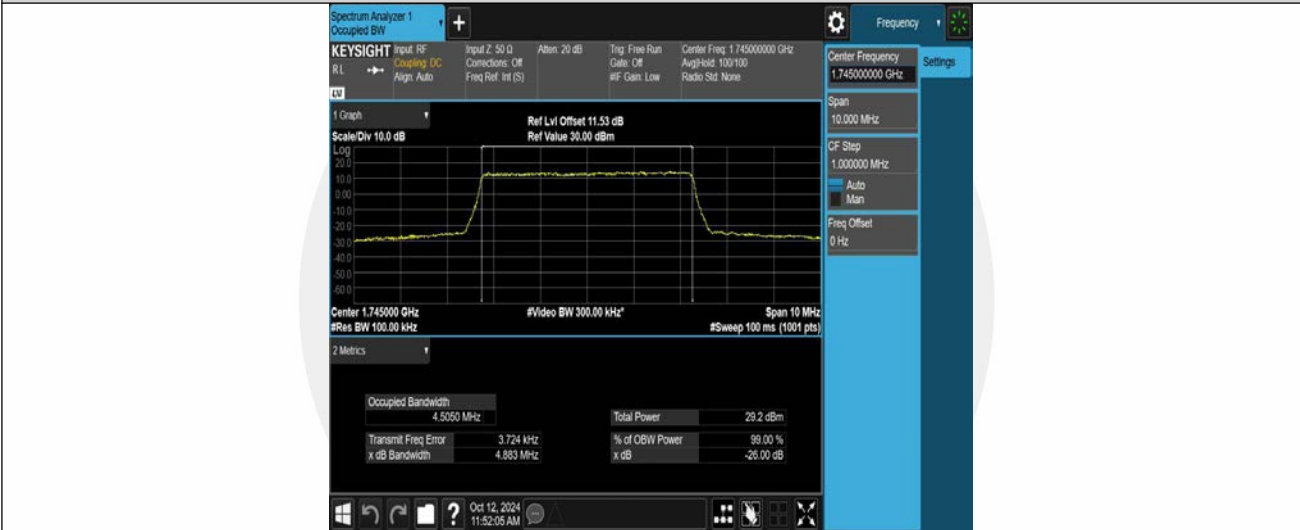 Spectrum Analyzer 1
Occupied BW
+
Frequency
KEYSIGHT
RL
Input: RF
Coupling: DC
Align: Auto
Input Z: 50 Ω
Corrections: Off
Freq Ref: Int (S)
Atten: 20 dB
Trig: Free Run
Gate: Off
#IF Gain: Low
Center Freq: 1.745000000 GHz
Avg|Hold: 100/100
Radio Std: None
Center Frequency
1.745000000 GHz
Settings
Span
10.000 MHz
CF Step
1.000000 MHz
Auto
Man
Freq Offset
0 Hz
1 Graph
Scale/Div 10.0 dB
Ref Lvl Offset 11.53 dB
Ref Value 30.00 dBm
Log
20.0
10.0
0.00
-10.0
-20.0
-30.0
-40.0
-50.0
-60.0
Center 1.745000 GHz
#Video BW 300.00 kHz*
Span 10 MHz
#Res BW 100.00 kHz
#Sweep 100 ms (1001 pts)
2 Metrics
Occupied Bandwidth
4.5050 MHz
Total Power 29.2 dBm
Transmit Freq Error 3.724 kHz
% of OBW Power 99.00 %
x dB Bandwidth 4.883 MHz
x dB -26.00 dB
?
Oct 12, 2024
11:52:05 AM